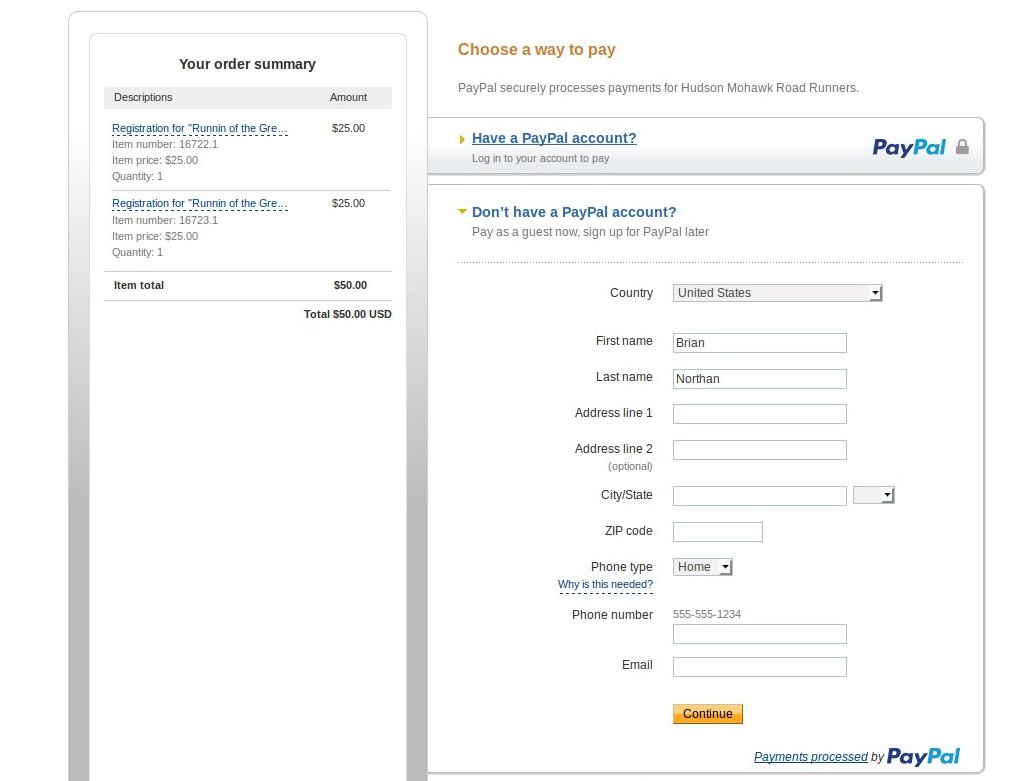 Your order summary
Descriptions Amount
Registration for "Runnin of the Gre... $25.00
Item number: 16722.1
Item price: $25.00
Quantity: 1
Registration for "Runnin of the Gre... $25.00
Item number: 16723.1
Item price: $25.00
Quantity: 1
Item total $50.00
Total $50.00 USD
Choose a way to pay
PayPal securely processes payments for Hudson Mohawk Road Runners.
Have a PayPal account?
Log in to your account to pay
PayPal
Don’t have a PayPal account?
Pay as a guest now, sign up for PayPal later
Country United States
First name Brian
Last name Northan
Address line 1
Address line 2
(optional)
City/State
ZIP code
Phone type Home
Why is this needed?
Phone number 555-555-1234
Email
Continue
Payments processed by PayPal